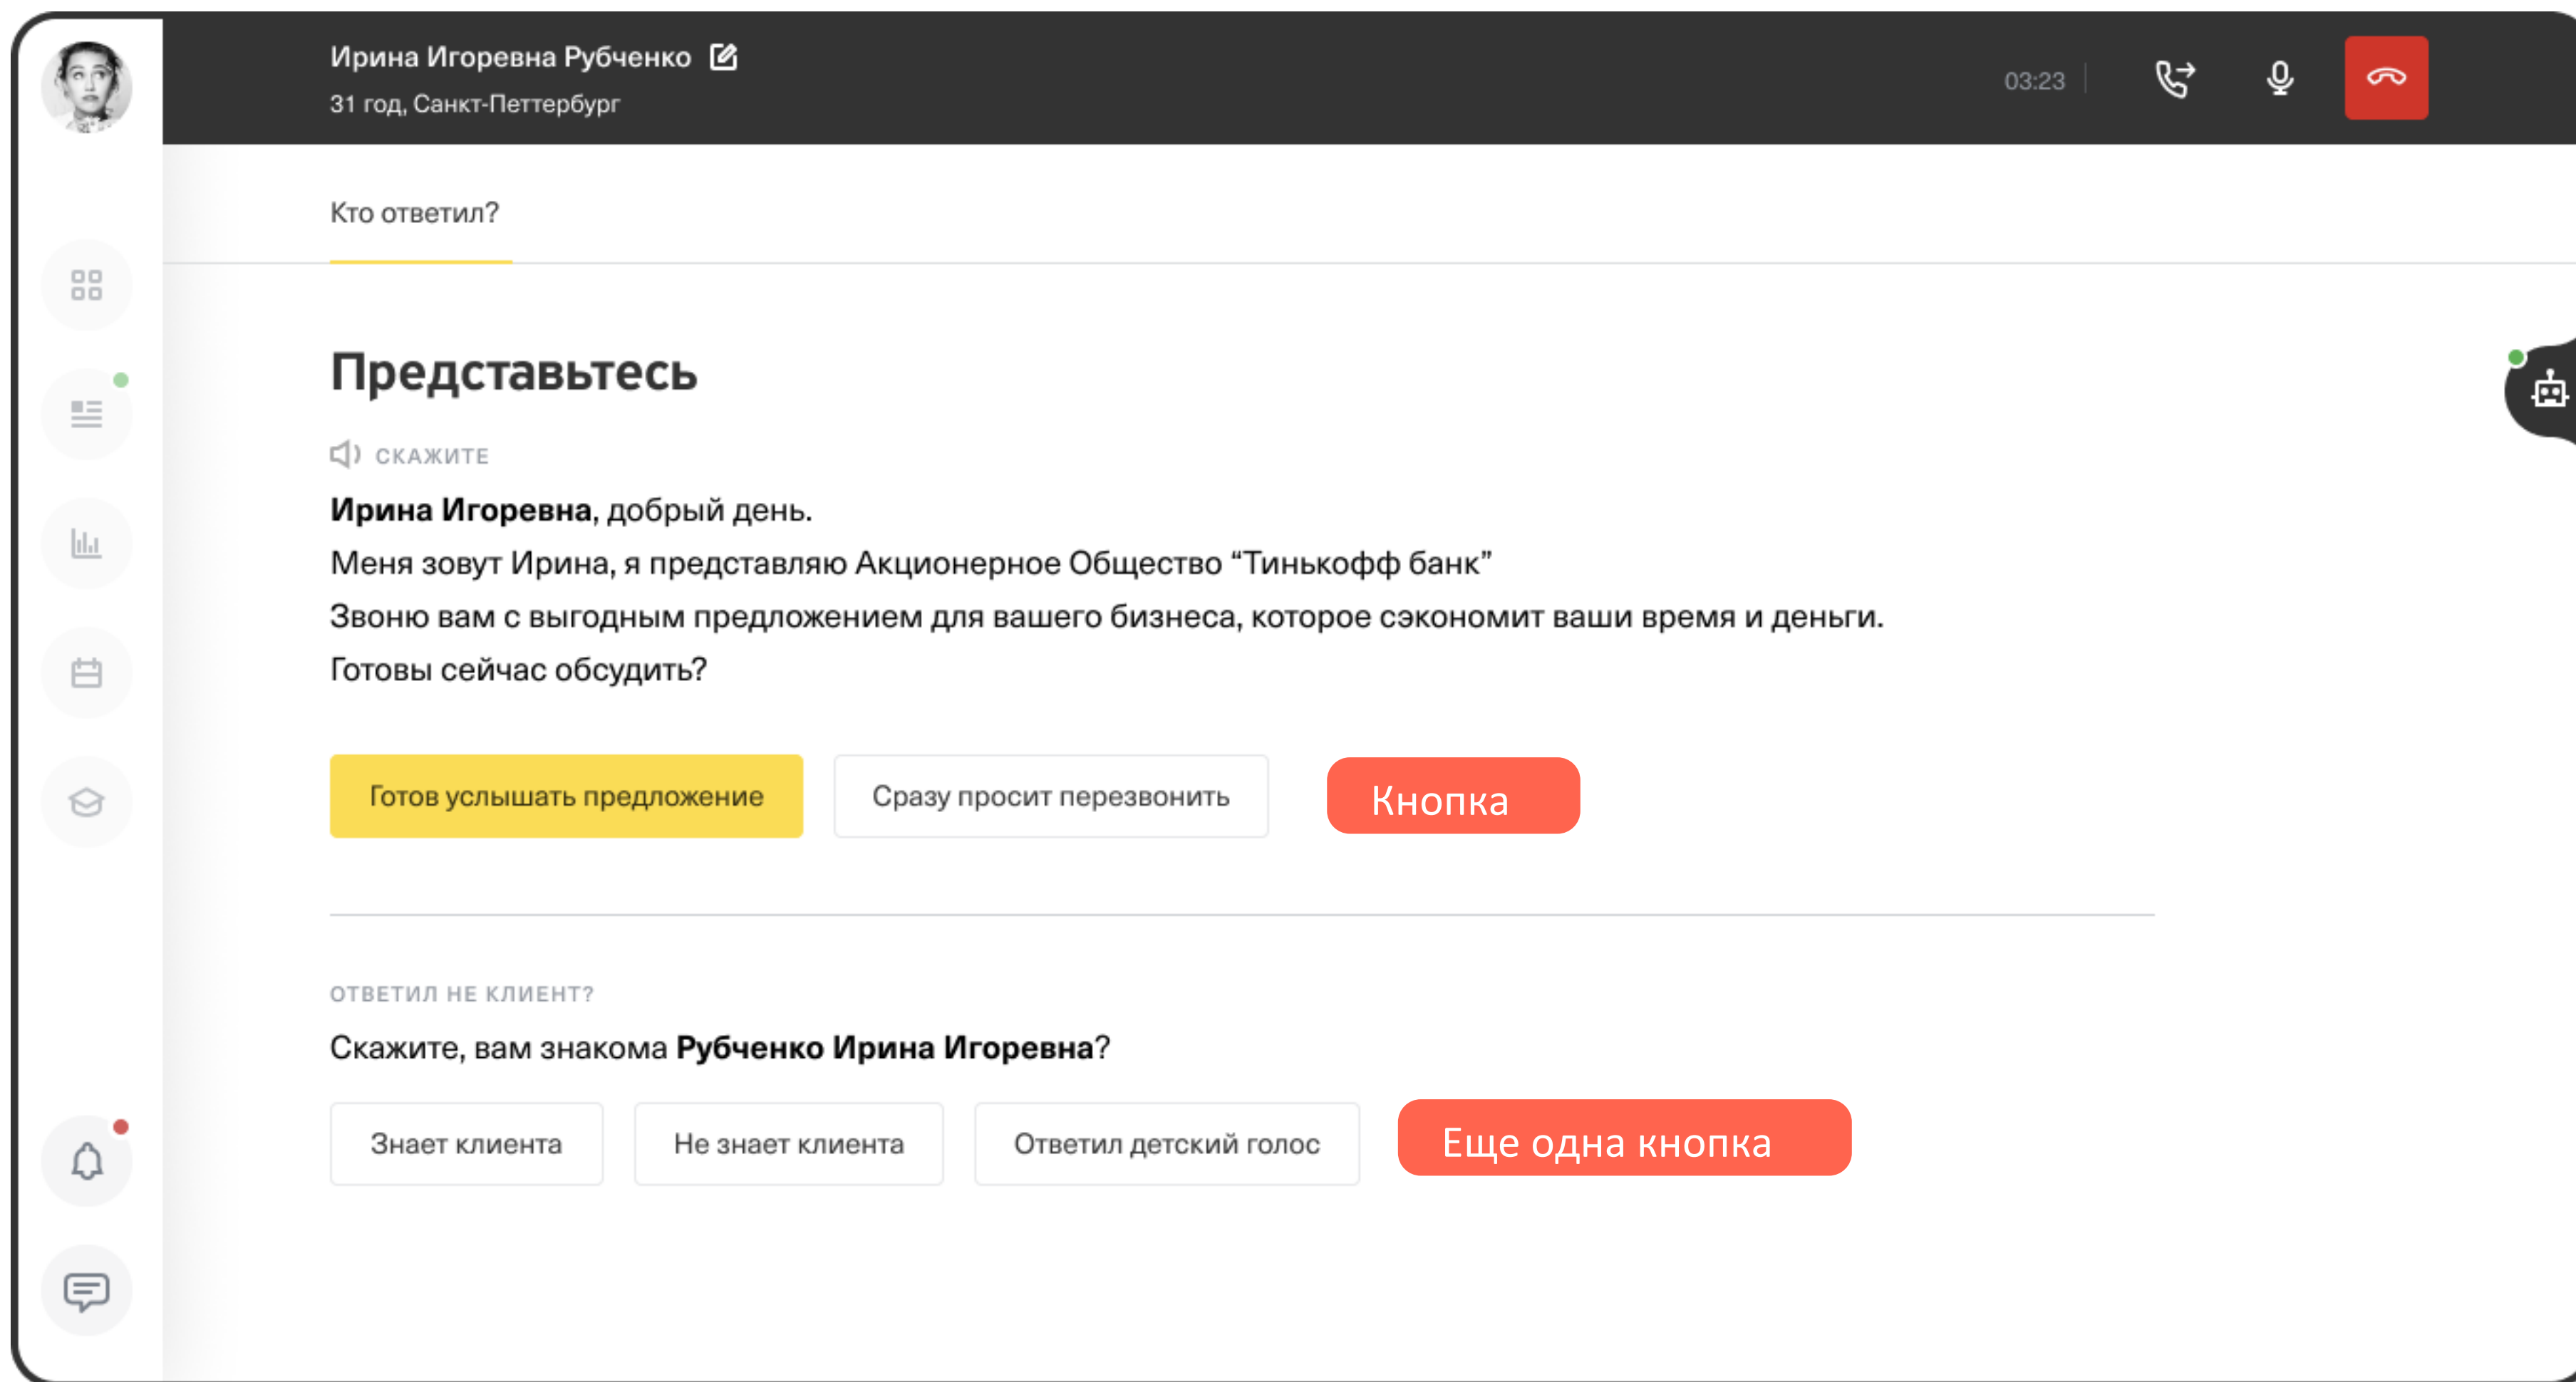 Ирина Игоревна Рубченко
31 год, Санкт-Петтербург
03:23
Кто ответил?
Представьтесь
СКАЖИТЕ
Ирина Игоревна, добрый день.
Меня зовут Ирина, я представляю Акционерное Общество “Тинькофф банк”
Звоню вам с выгодным предложением для вашего бизнеса, которое сэкономит ваши время и деньги.
Готовы сейчас обсудить?
Готов услышать предложение
Сразу просит перезвонить
Кнопка
ОТВЕТИЛ НЕ КЛИЕНТ?
Скажите, вам знакома Рубченко Ирина Игоревна?
Знает клиента
Не знает клиента
Ответил детский голос
Еще одна кнопка